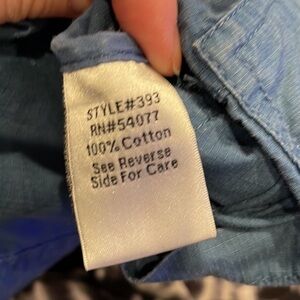 STYLE#393
RN#54077
100% Cotton
See Reverse
Side For Care